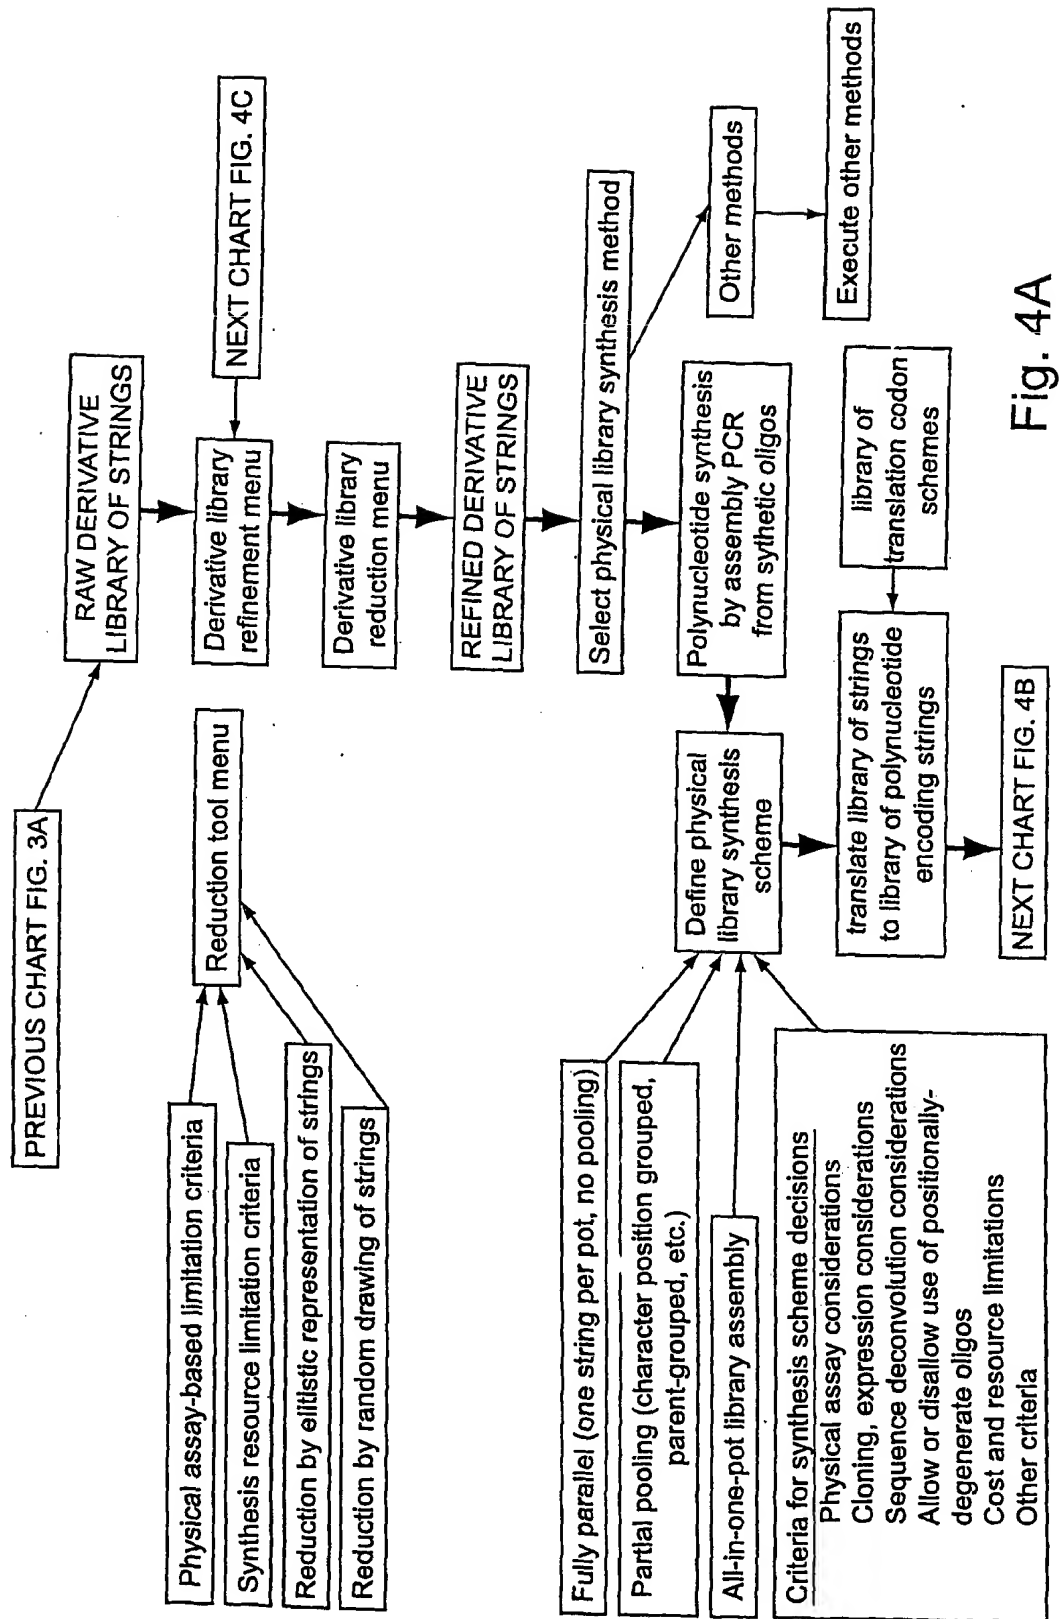 PREVIOUS CHART FIG. 3A
RAW DERIVATIVE
LIBRARY OF STRINGS
NEXT CHART FIG. 4C
Derivative library
refinement menu
Reduction tool menu
Physical assay-based limitation criteria
Synthesis resource limitation criteria
Reduction by elitistic representation of strings
Reduction by random drawing of strings
Derivative library
reduction menu
REFINED DERIVATIVE
LIBRARY OF STRINGS
Select physical library synthesis method
Other methods
Execute other methods
Polynucleotide synthesis
by assembly PCR
from sythetic oligos
Define physical
library synthesis
scheme
Fully parallel (one string per pot, no pooling)
Partial pooling (character position grouped,
parent-grouped, etc.)
All-in-one-pot library assembly
Criteria for synthesis scheme decisions
Physical assay considerations
Cloning, expression considerations
Sequence deconvolution considerations
Allow or disallow use of positionally-
degenerate oligos
Cost and resource limitations
Other criteria
library of
translation codon
schemes
translate library of strings
to library of polynucleotide
encoding strings
NEXT CHART FIG. 4B
Fig. 4A